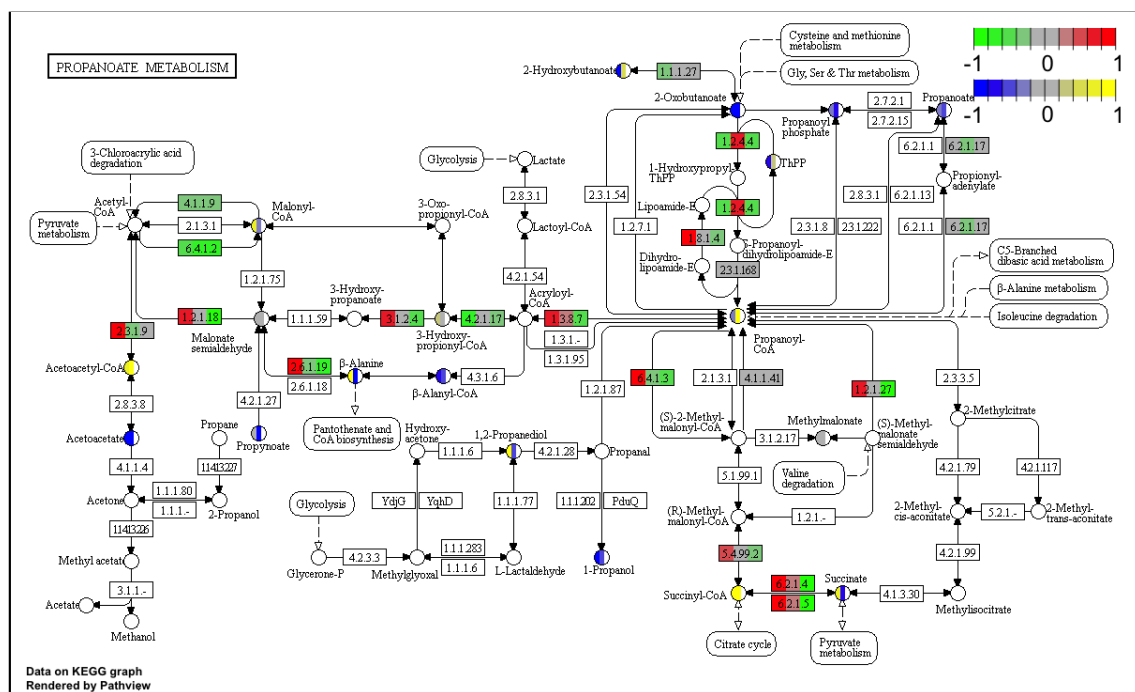 PROPANOATE METABOLISM
Cysteine and methionine
metabolism
Gly, Ser & Thr metabolism
-1
0
1
-1
0
1
2-Hydroxybutanoate
1.1.1.27
2-Oxobutanoate
Propanoyl
phosphate
2.7.2.1
2.7.2.15
Propanoate
3-Chloroacrylic acid
degradation
Glycolysis
Lactate
1.2.4.4
ThPP
1-Hydroxypropyl-
ThPP
6.2.1.1
6.2.1.17
Propionyl-
adenylate
Acetyl-
CoA
4.1.1.9
2.1.3.1
6.4.1.2
Malonyl-
CoA
Pyruvate
metabolism
3-Oxo-
propionyl-CoA
2.8.3.1
Lactoyl-CoA
2.3.1.54
1.2.7.1
Lipoamide-E
1.2.4.4
1.8.1.4
S-Propanoyl-
dihydrolipoamide-E
Dihydro-
lipoamide-E
2.3.1.168
2.8.3.1
6.2.1.13
2.3.1.8
2.3.1.222
6.2.1.1
6.2.1.17
C5-Branched
dibasic acid metabolism
β-Alanine metabolism
Isoleucine degradation
1.2.1.75
4.2.1.54
3-Hydroxy-
propanoate
Acryloyl-
CoA
1.2.1.18
Malonate
semialdehyde
1.1.1.59
3.1.2.4
3-Hydroxy-
propionyl-CoA
4.2.1.17
1.3.8.7
1.3.1.-
1.3.1.95
Propanoyl-
CoA
2.3.1.9
Acetoacetyl-CoA
2.6.1.19
2.6.1.18
β-Alanine
β-Alanyl-CoA
4.3.1.6
1.2.1.87
6.4.1.3
2.1.3.1
4.1.1.41
1.2.1.27
2.3.3.5
2.8.3.8
4.2.1.27
Pantothenate and
CoA biosynthesis
(S)-2-Methyl-
malonyl-CoA
Methylmalonate
3.1.2.17
(S)-Methyl-
malonate
semialdehyde
2-Methylcitrate
Acetoacetate
Propane
Propynoate
Hydroxy-
acetone
1,2-Propanediol
1.1.1.6
4.2.1.28
Propanal
4.1.1.4
1.14.13.227
5.1.99.1
Valine
degradation
4.2.1.79
4.2.1.117
Acetone
1.1.1.80
1.1.1.-
2-Propanol
Glycolysis
YdjG
YqhD
1.1.1.77
1.1.1.202
PduQ
(R)-Methyl-
malonyl-CoA
1.2.1.-
2-Methyl-
cis-aconitate
5.2.1.-
2-Methyl-
trans-aconitate
1.14.13.226
Methyl acetate
Glycerone-P
4.2.3.3
Methylglyoxal
1.1.1.283
1.1.1.6
L-Lactaldehyde
1-Propanol
5.4.99.2
4.2.1.99
3.1.1.-
Acetate
Methanol
Succinyl-CoA
6.2.1.4
6.2.1.5
Succinate
4.1.3.30
Methylisocitrate
Citrate cycle
Pyruvate
metabolism
Data on KEGG graph
Rendered by Pathview